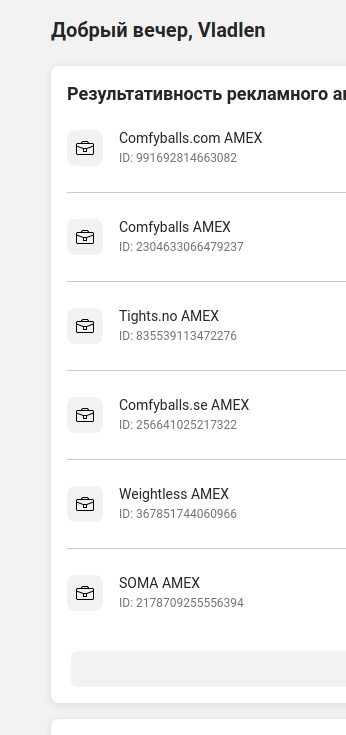 Добрый вечер, Vladlen
Результативность рекламного
Comfyballs.com AMEX
ID: 991692814663082
Comfyballs AMEX
ID: 2304633066479237
Tights.no AMEX
ID: 835539113472276
Comfyballs.se AMEX
ID: 256641025217322
Weightless AMEX
ID: 367851744060966
SOMA AMEX
ID: 2178709255556394